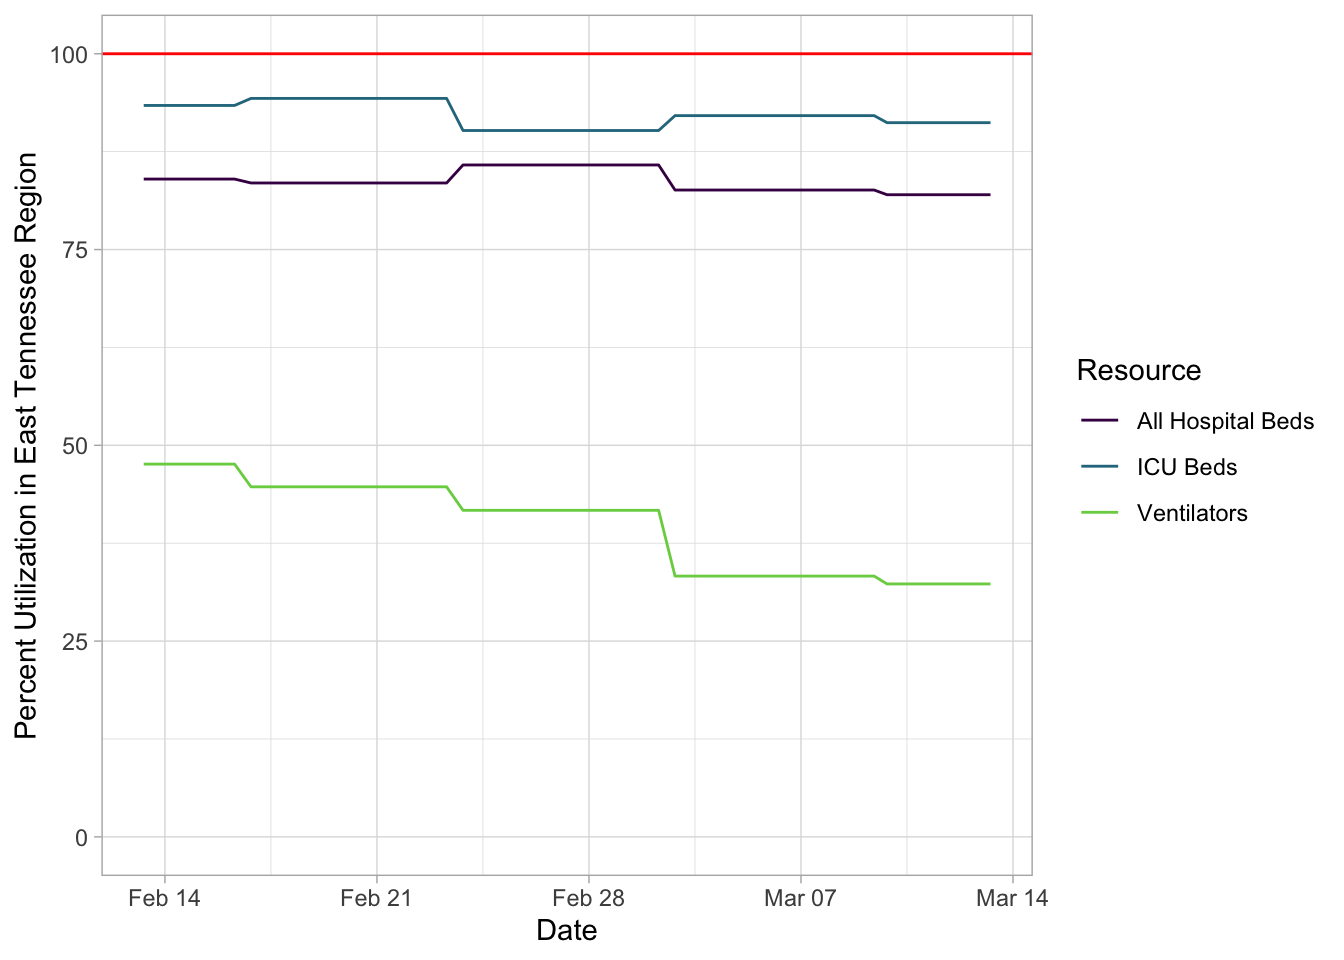 Percent Utilization in East Tennessee Region
100
75
50
25
0
Feb 14
Feb 21
Feb 28
Mar 07
Mar 14
Date
Resource
All Hospital Beds
ICU Beds
Ventilators